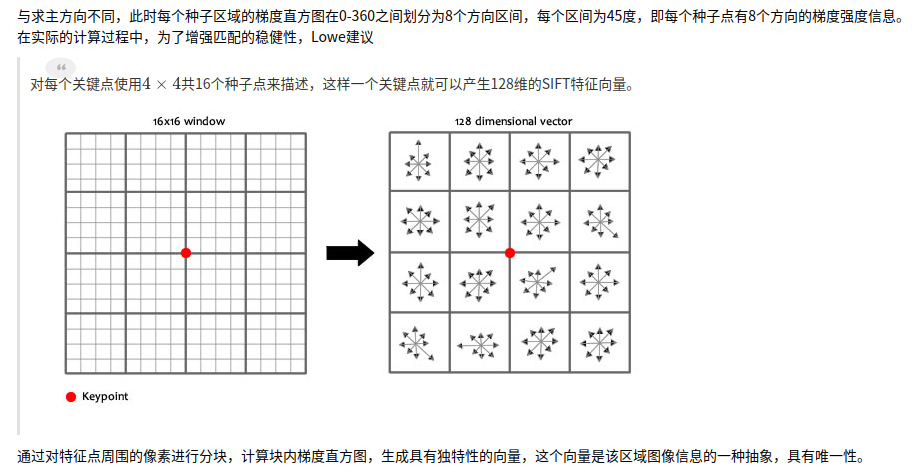 与求主方向不同，此时每个种子区域的梯度直方图在0-360之间划分为8个方向区间，每个区间为45度，即每个种子点有8个方向的梯度强度信息。
在实际的计算过程中，为了增强匹配的稳健性，Lowe建议
“
对每个关键点使用4 × 4共16个种子点来描述，这样一个关键点就可以产生128维的SIFT特征向量。
16x16 window
128 dimensional vector
Keypoint
通过对特征点周围的像素进行分块，计算块内梯度直方图，生成具有独特性的向量，这个向量是该区域图像信息的一种抽象，具有唯一性。